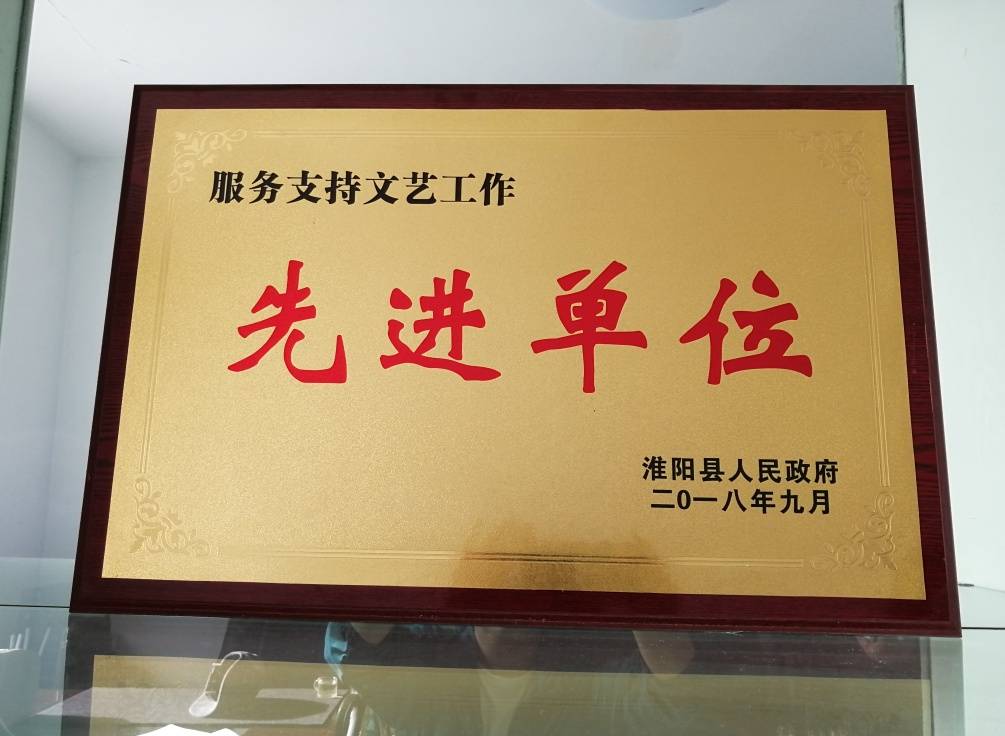 服务支持文艺工作
先进单位
淮阳县人民政府
二0一八年九月